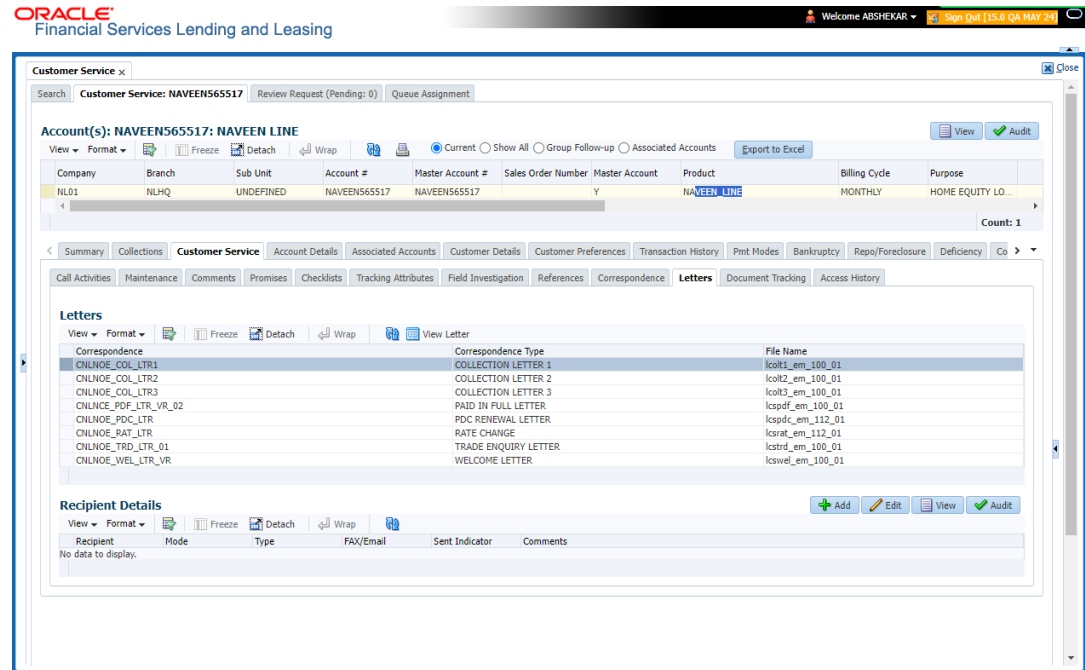 ORACLE
Financial Services Lending and Leasing
Welcome ABSHEKAR Sign Out [15.0 QA MAY 24]
Customer Service x
Close
Search Customer Service: NAVEEN565517 Review Request (Pending: 0) Queue Assignment
Account(s): NAVEEN565517: NAVEEN LINE
View Audit
View Format Freeze Detach Wrap Current Show All Group Follow-up Associated Accounts Export to Excel
Company Branch Sub Unit Account # Master Account # Sales Order Number Master Account Product Billing Cycle Purpose
NL01 NLHQ UNDEFINED NAVEEN565517 NAVEEN565517 Y NAVEEN_LINE MONTHLY HOME EQUITY LO...
Count: 1
Summary Collections Customer Service Account Details Associated Accounts Customer Details Customer Preferences Transaction History Pmt Modes Bankruptcy Repo/Foreclosure Deficiency Co
Call Activities Maintenance Comments Promises Checklists Tracking Attributes Field Investigation References Correspondence Letters Document Tracking Access History
Letters
View Format Freeze Detach Wrap View Letter
Correspondence Correspondence Type File Name
CNLNOE_COL_LTR1 COLLECTION LETTER 1 lcolt1_em_100_01
CNLNOE_COL_LTR2 COLLECTION LETTER 2 lcolt2_em_100_01
CNLNOE_COL_LTR3 COLLECTION LETTER 3 lcolt3_em_100_01
CNLNCE_PDF_LTR_VR_02 PAID IN FULL LETTER lcspdf_em_100_01
CNLNOE_PDC_LTR PDC RENEWAL LETTER lcspdc_em_112_01
CNLNOE_RAT_LTR RATE CHANGE lcsrat_em_112_01
CNLNOE_TRD_LTR_01 TRADE ENQUIRY LETTER lcstrd_em_100_01
CNLNOE_WEL_LTR_VR WELCOME LETTER lcswel_em_100_01
Recipient Details
Add Edit View Audit
View Format Freeze Detach Wrap
Recipient Mode Type FAX/Email Sent Indicator Comments
No data to display.